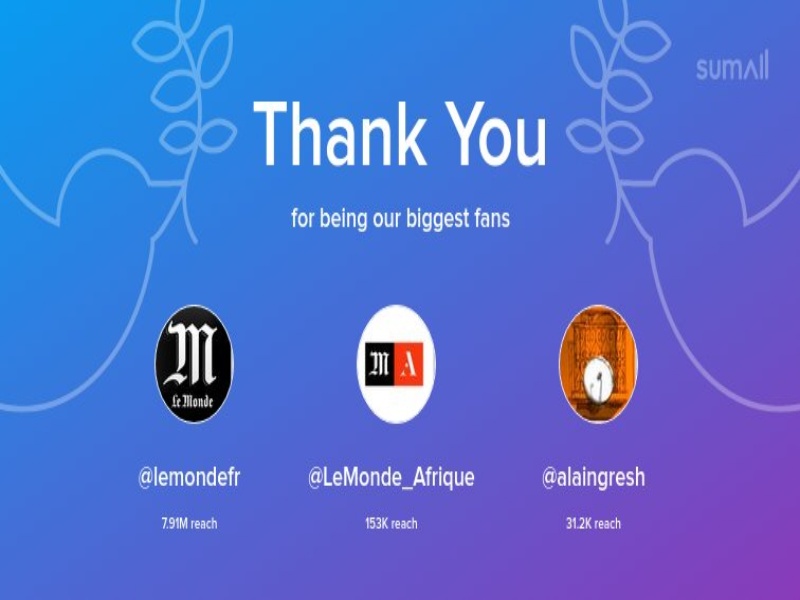 sumall
Thank You
for being our biggest fans
M
Le Monde
M A
@lemondefr
@LeMonde_Afrique
@alaingresh
7.91M reach
153K reach
31.2K reach